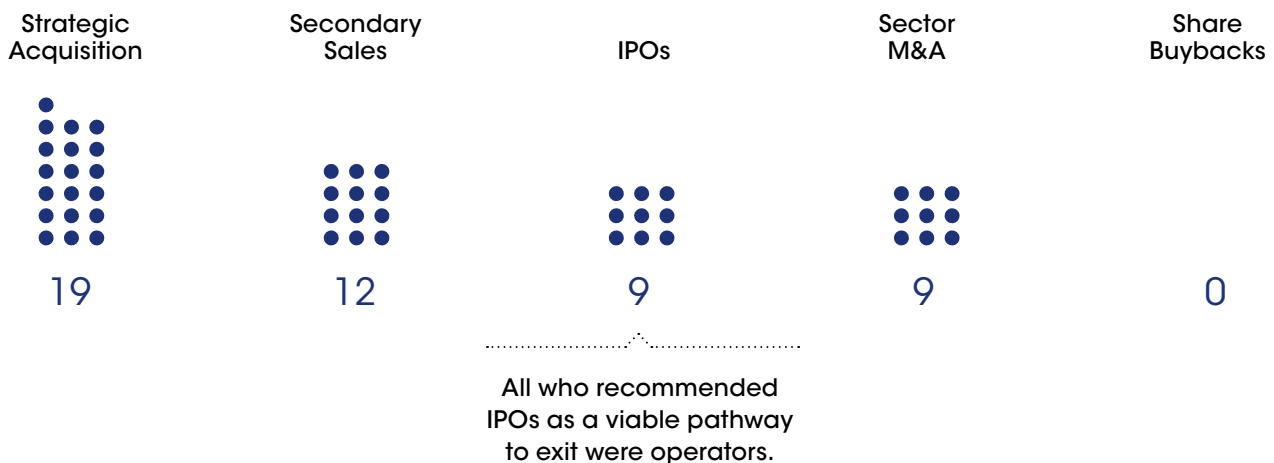 Strategic
Acquisition
Secondary
Sales
IPOs
Sector
M&A
Share
Buybacks
19
12
9
9
0
All who recommended
IPOs as a viable pathway
to exit were operators.